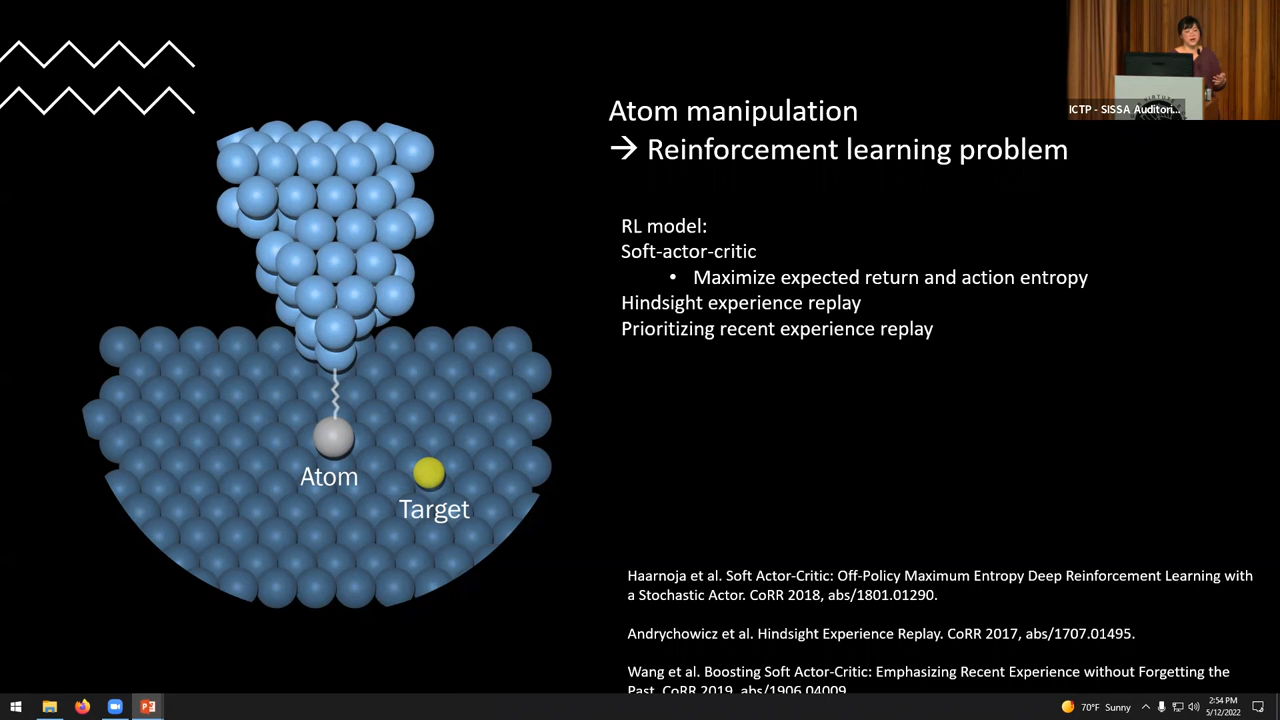 Atom manipulation
→ Reinforcement learning problem
ICTP - SISSA Auditori...
RL model:
Soft-actor-critic
• Maximize expected return and action entropy
Hindsight experience replay
Prioritizing recent experience replay
Atom
Target
Haarnoja et al. Soft Actor-Critic: Off-Policy Maximum Entropy Deep Reinforcement Learning with
a Stochastic Actor. CoRR 2018, abs/1801.01290.
Andrychowicz et al. Hindsight Experience Replay. CoRR 2017, abs/1707.01495.
Wang et al. Boosting Soft Actor-Critic: Emphasizing Recent Experience without Forgetting the
Past. CoRR 2019, abs/1906.04009.
70°F Sunny
2:54 PM
5/12/2022